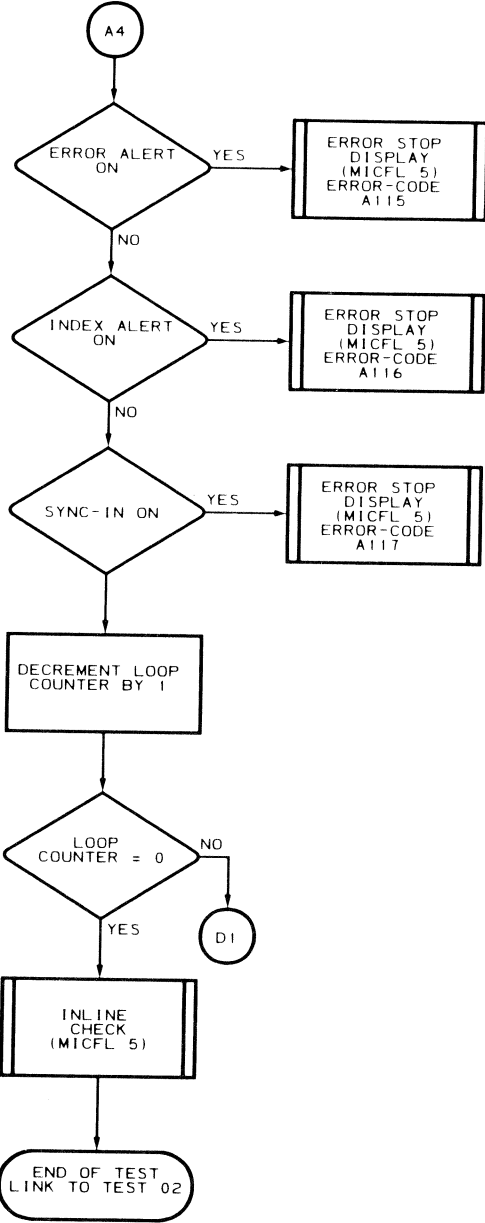 A4
ERROR ALERT
ON
YES
ERROR STOP
DISPLAY
(MICFL 5)
ERROR-CODE
A115
NO
INDEX ALERT
ON
YES
ERROR STOP
DISPLAY
(MICFL 5)
ERROR-CODE
A116
NO
SYNC-IN ON
YES
ERROR STOP
DISPLAY
(MICFL 5)
ERROR-CODE
A117
DECREMENT LOOP
COUNTER BY 1
LOOP
COUNTER = 0
NO
D1
YES
INLINE
CHECK
(MICFL 5)
END OF TEST
LINK TO TEST 02